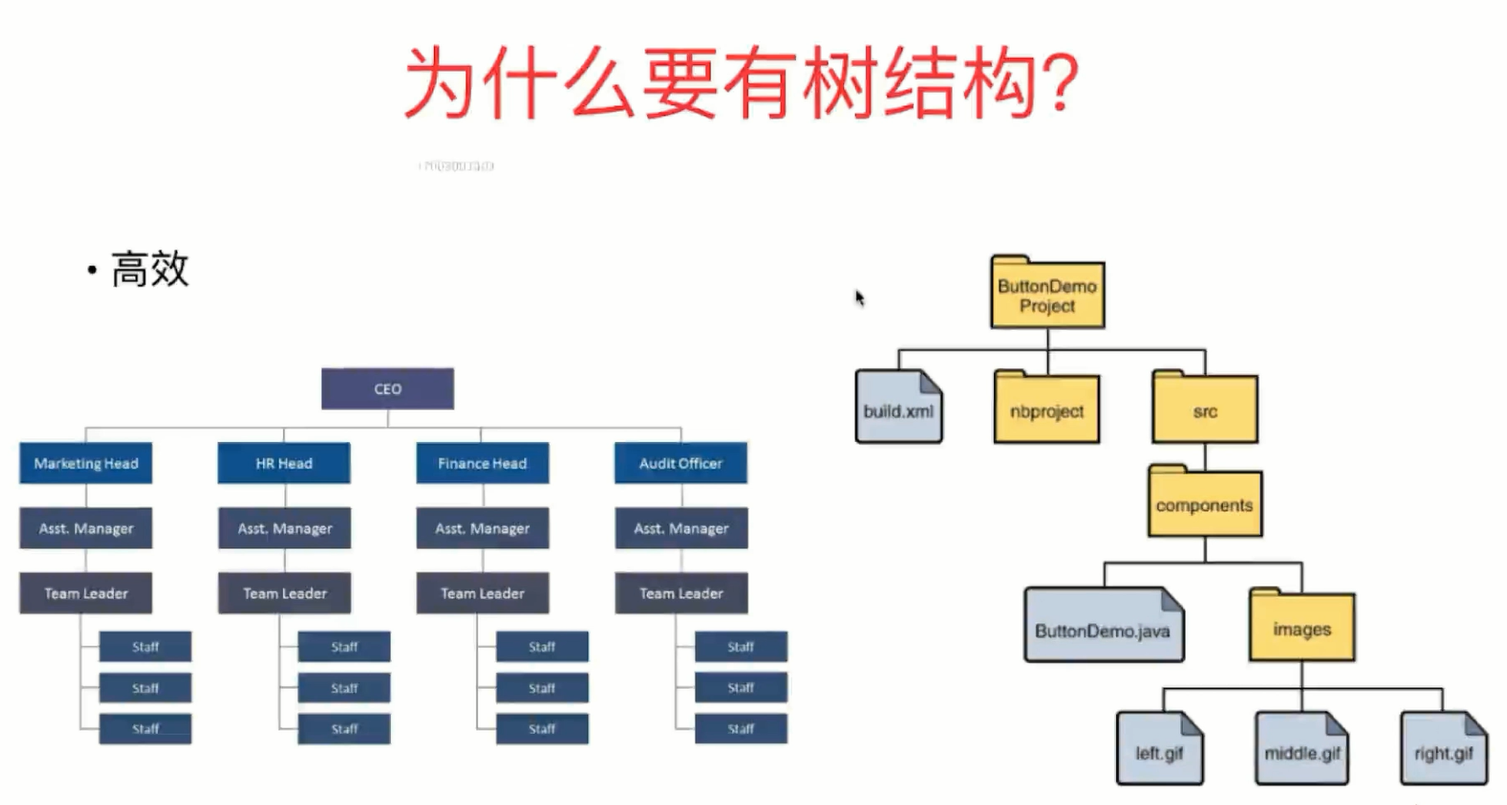 为什么要有树结构?
• 高效
CEO
Marketing Head
HR Head
Finance Head
Audit Officer
Asst. Manager
Asst. Manager
Asst. Manager
Asst. Manager
Team Leader
Team Leader
Team Leader
Team Leader
Staff
Staff
Staff
Staff
Staff
Staff
Staff
Staff
Staff
Staff
Staff
Staff
ButtonDemo
Project
build.xml
nbproject
src
components
ButtonDemo.java
images
left.gif
middle.gif
right.gif